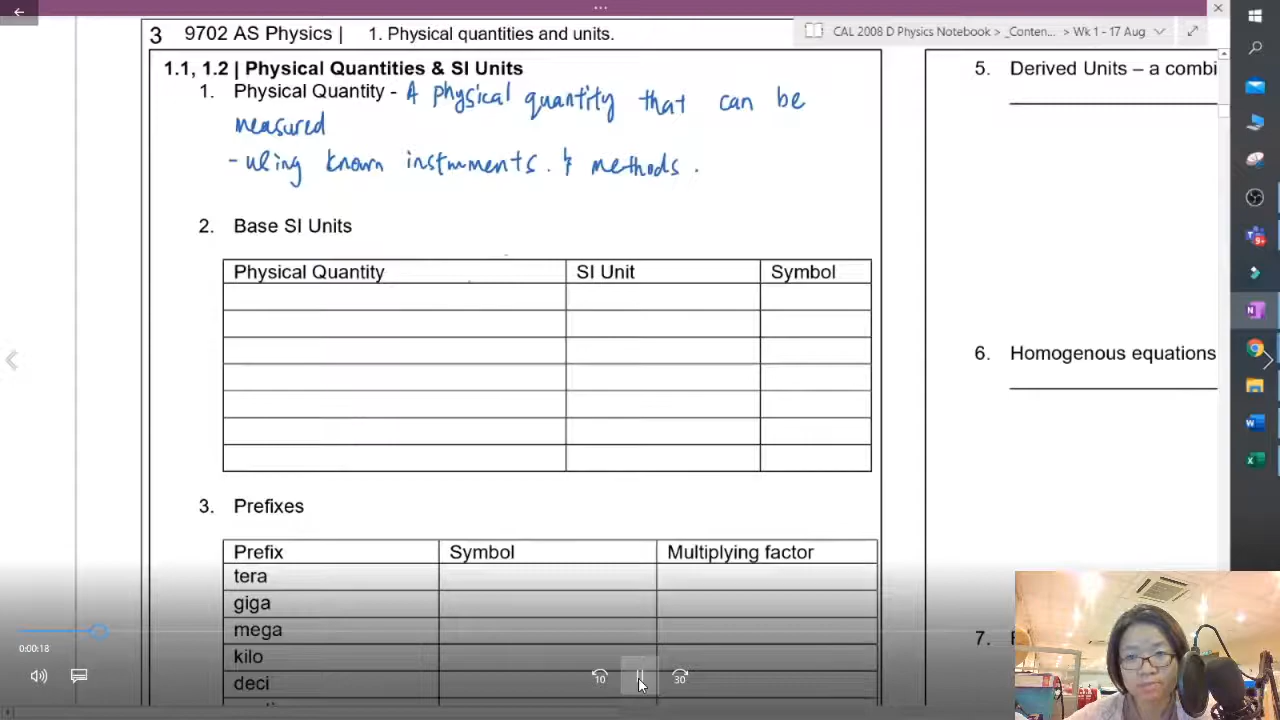 3 9702 AS Physics | 1. Physical quantities and units.
CAL 2008 D Physics Notebook > _Conten... > Wk 1 - 17 Aug
1.1, 1.2 | Physical Quantities & SI Units
1. Physical Quantity - A physical quantity that can be
measured
- using known instruments. & methods.
2. Base SI Units
Physical Quantity SI Unit Symbol
3. Prefixes
Prefix Symbol Multiplying factor
tera
giga
mega
kilo
deci
5. Derived Units – a combi
6. Homogenous equations
7.
0:00:18
10
30
9+